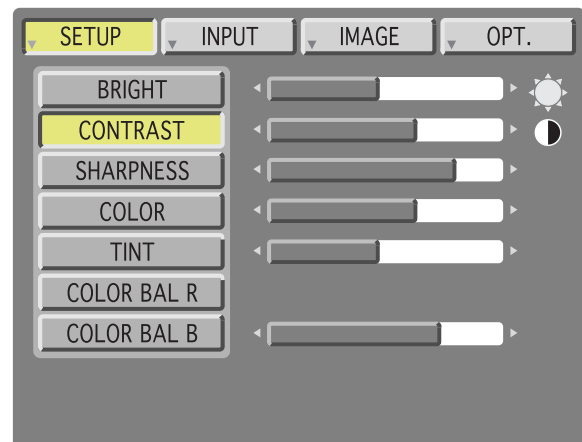 SETUP INPUT IMAGE OPT.
BRIGHT
CONTRAST
SHARPNESS
COLOR
TINT
COLOR BAL R
COLOR BAL B